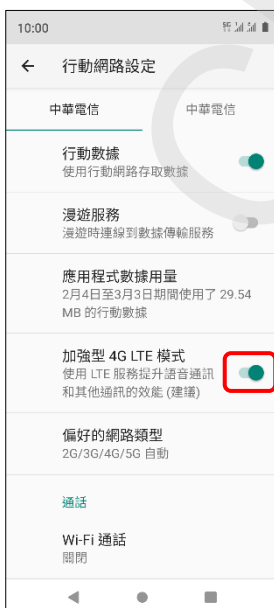 10:00
行動網路設定
中華電信 中華電信
行動數據
使用行動網路存取數據
漫遊服務
漫遊時連線到數據傳輸服務
應用程式數據用量
2月4日至3月3日期間使用了 29.54
MB 的行動數據
加強型 4G LTE 模式
使用 LTE 服務提升語音通訊
和其他通訊的效能 (建議)
偏好的網路類型
2G/3G/4G/5G 自動
通話
Wi-Fi 通話
關閉